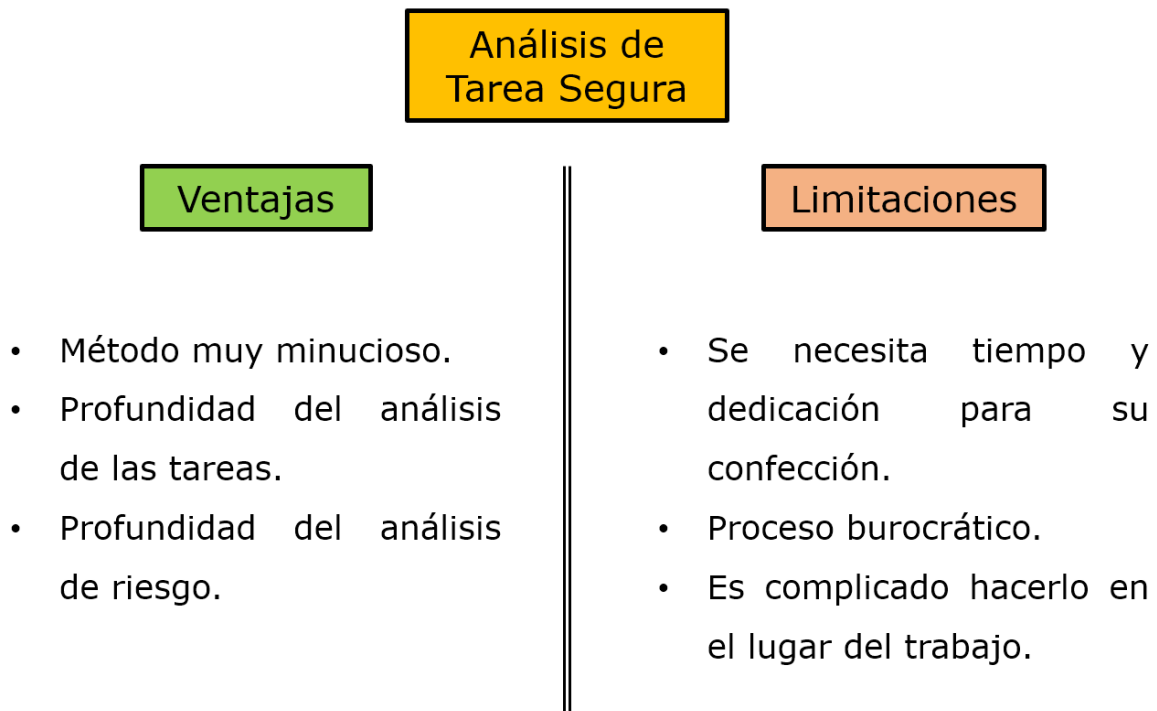 Análisis de
Tarea Segura
Ventajas
• Método muy minucioso.
• Profundidad del análisis
de las tareas.
• Profundidad del análisis
de riesgo.
Limitaciones
• Se necesita tiempo y
dedicación para su
confección.
• Proceso burocrático.
• Es complicado hacerlo en
el lugar del trabajo.